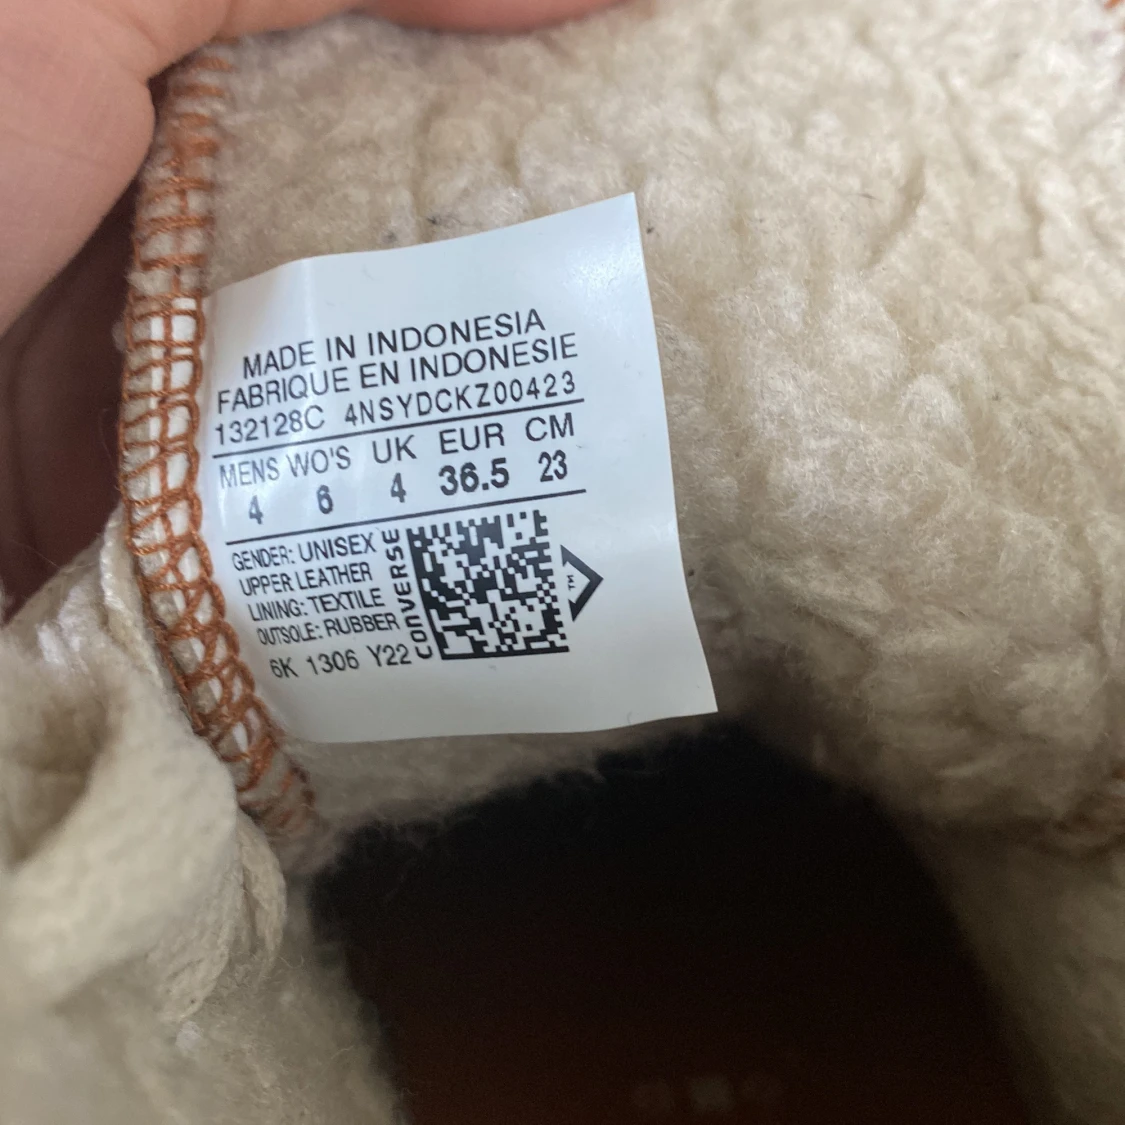 MADE IN INDONESIA
FABRIQUE EN INDONESIE
132128C 4NSYDCKZ00423
MENS WO'S UK EUR CM
4 6 4 36.5 23
GENDER: UNISEX
UPPER LEATHER
LINING: TEXTILE
OUTSOLE: RUBBER
6K 1306 Y22
CONVERSE
TM